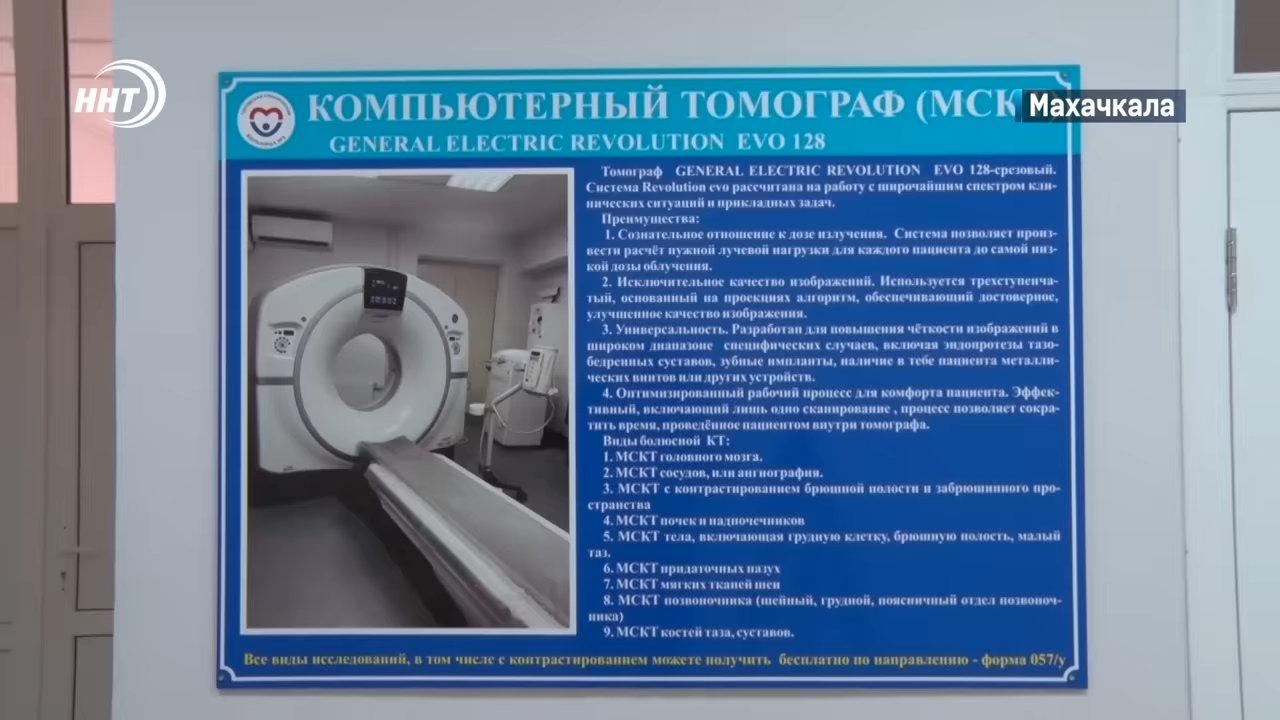 ННТ
Махачкала
КОМПЬЮТЕРНЫЙ ТОМОГРАФ (МСК
GENERAL ELECTRIC REVOLUTION EVO 128
Томограф GENERAL ELECTRIC REVOLUTION EVO 128-срезовый.
Система Revolution evo рассчитана на работу с широчайшим спектром кли-
нических ситуаций и прикладных задач.
Преимущества:
1. Сознательное отношение к дозе излучения. Система позволяет произ-
вести расчёт нужной лучевой нагрузки для каждого пациента до самой низ-
кой дозы облучения.
2. Исключительное качество изображений. Используется трехступенча-
тый, основанный на проекциях алгоритм, обеспечивающий достоверное,
улучшенное качество изображения.
3. Универсальность. Разработан для повышения чёткости изображений в
широком диапазоне специфических случаев, включая эндопротезы тазо-
бедренных суставов, зубные импланты, наличие в тебе пациента металли-
ческих винтов или других устройств.
4. Оптимизированный рабочий процесс для комфорта пациента. Эффек-
тивный, включающий лишь одно сканирование , процесс позволяет сокра-
тить время, проведённое пациентом внутри томографа.
Виды болюсной КТ:
1. МСКТ головного мозга.
2. МСКТ сосудов, или ангиография.
3. МСКТ с контрастированием брюшной полости и забрюшинного про-
странства
4. МСКТ почек и надпочечников
5. МСКТ тела, включающая грудную клетку, брюшную полость, малый
таз.
6. МСКТ придаточных пазух
7. МСКТ мягких тканей шеи
8. МСКТ позвоночника (шейный, грудной, поясничный отдел позвоноч-
ника)
9. МСКТ костей таза, суставов.
Все виды исследований, в том числе с контрастированием можете получить бесплатно по направлению - форма 057/у